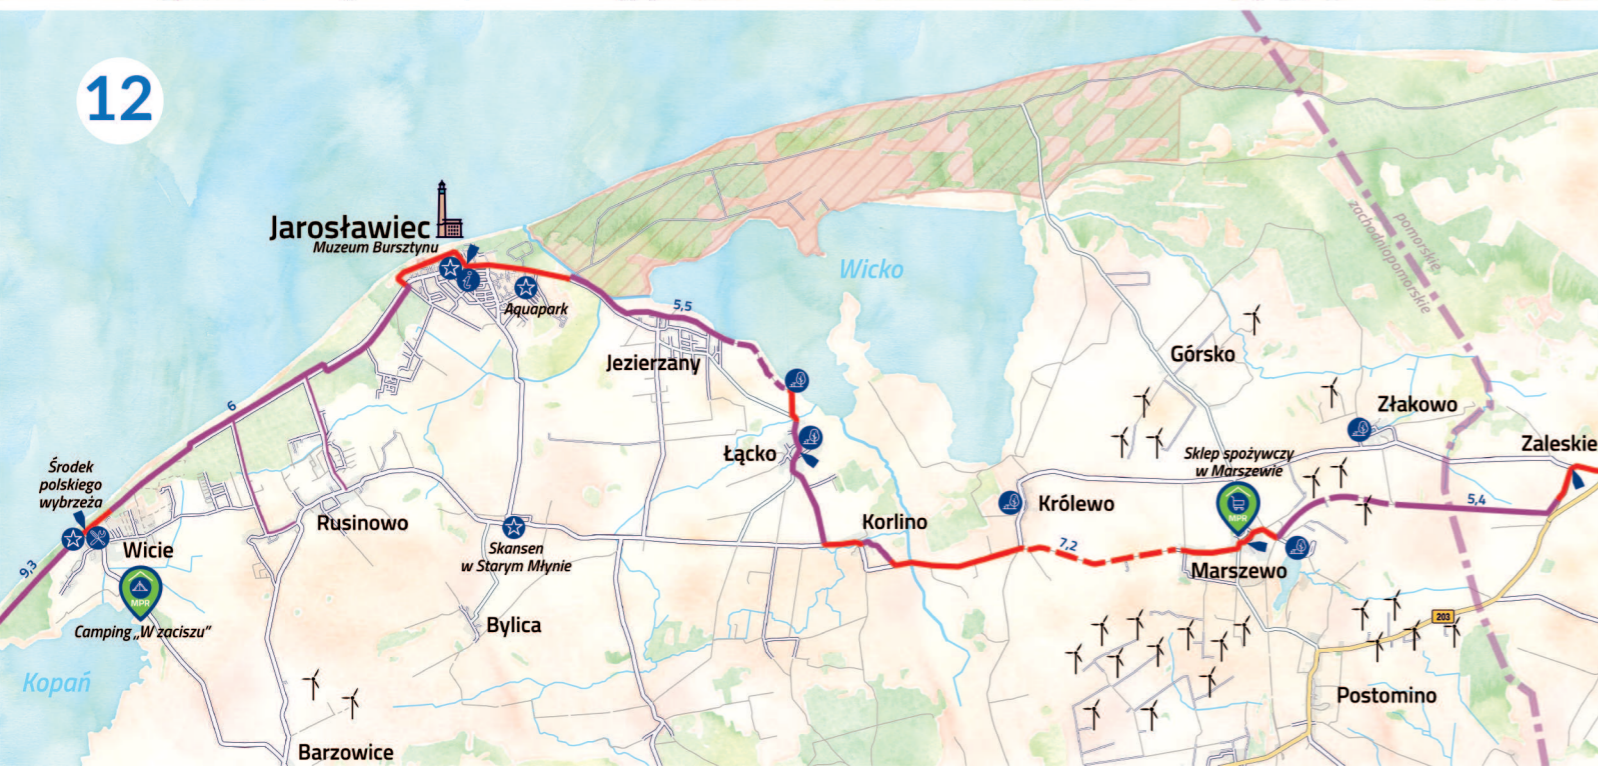 12
Jarosławiec
Muzeum Bursztynu
Aquapark
Wicko
pomorskie
zachodniopomorskie
5,5
Jezierzany
Górsko
6
Złakowo
Zaleskie
Łącko
Sklep spożywczy
w Marszewie
MPR
Środek
polskiego
wybrzeża
Rusinowo
Królewo
5,4
Korlino
Wicie
Skansen
w Starym Młynie
7,2
Marszewo
9,3
MPR
Camping „W zaciszu”
Bylica
203
Kopań
Postomino
Barzowice